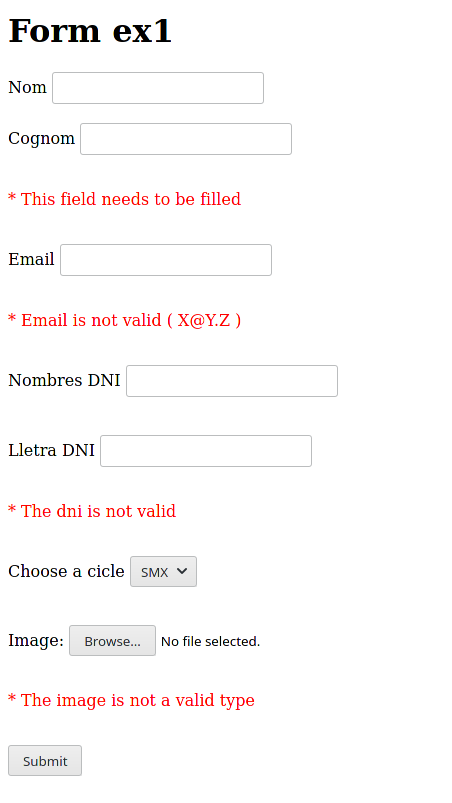 Form ex1
Nom
Cognom
* This field needs to be filled
Email
* Email is not valid ( X@Y.Z )
Nombres DNI
Lletra DNI
* The dni is not valid
Choose a cicle SMX
Image: Browse... No file selected.
* The image is not a valid type
Submit